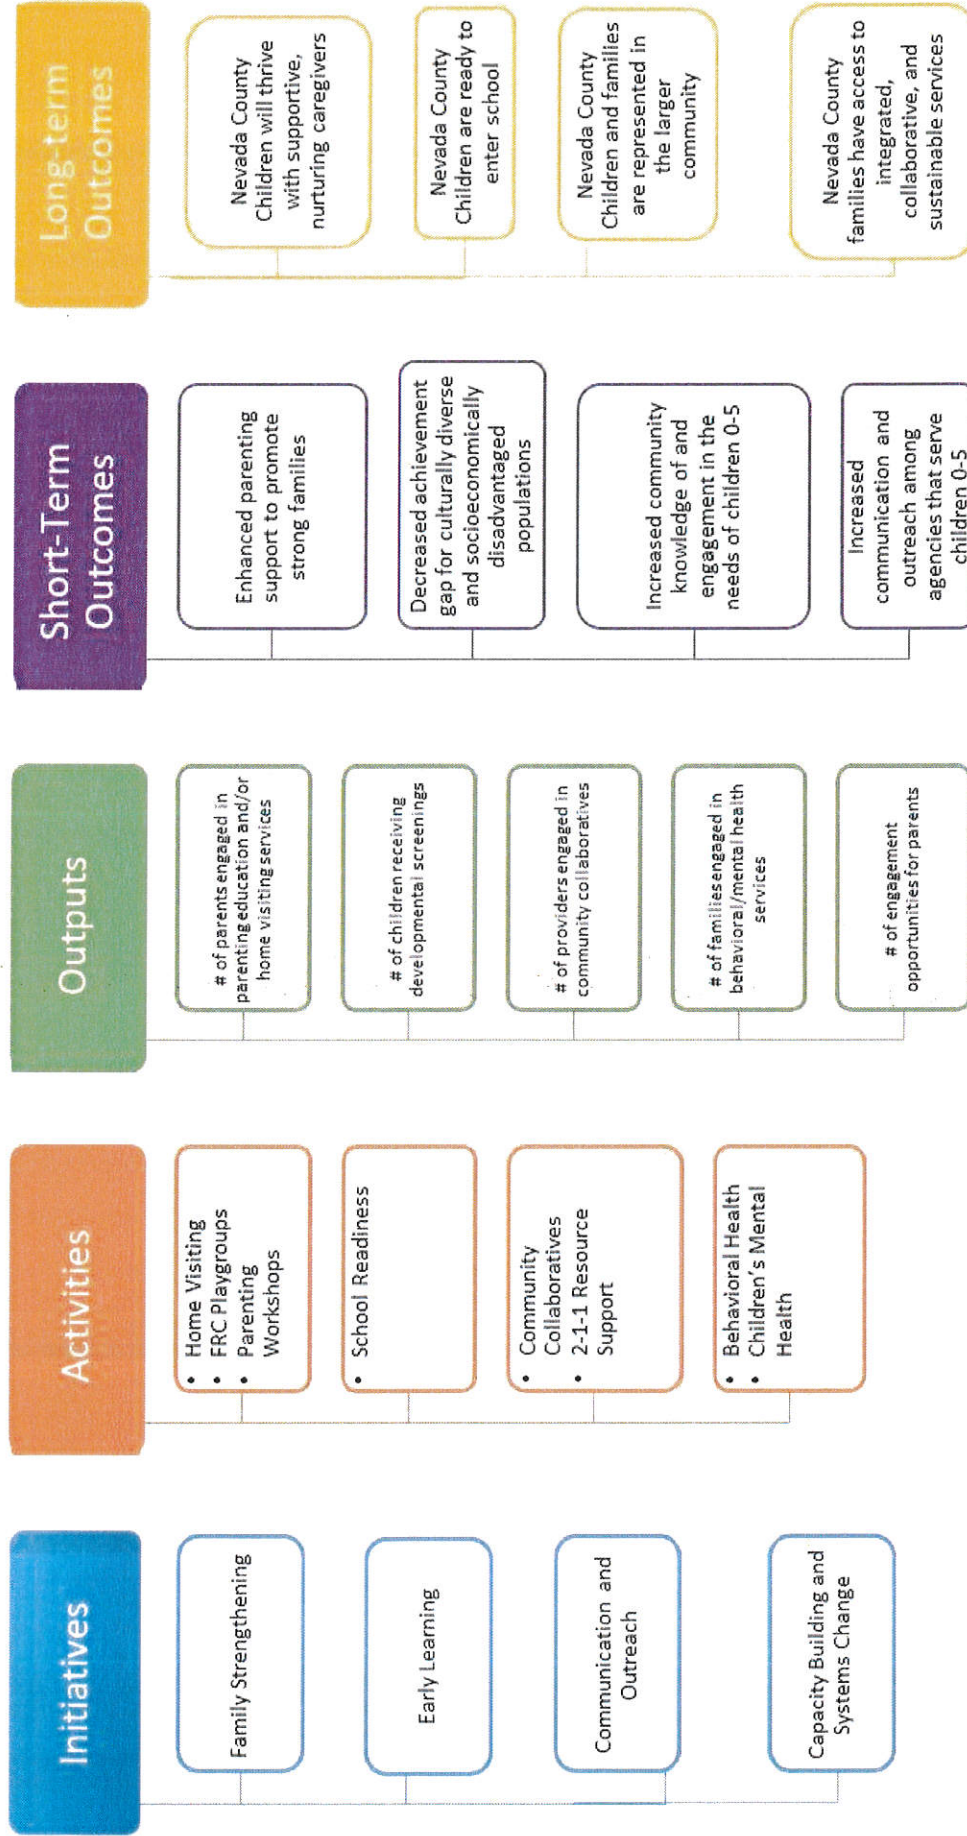 Initiatives
Family Strengthening
Early Learning
Communication and
Outreach
Capacity Building and
Systems Change
Activities
• Home Visiting
• FRC Playgroups
• Parenting
Workshops
• School Readiness
• Community
Collaboratives
• 2-1-1 Resource
Support
• Behavioral Health
• Children's Mental
Health
Outputs
# of parents engaged in
parenting education and/or
home visiting services
# of children receiving
developmental screenings
# of providers engaged in
community collaboratives
# of families engaged in
behavioral/mental health
services
# of engagement
opportunities for parents
Short-Term
Outcomes
Enhanced parenting
support to promote
strong families
Decreased achievement
gap for culturally diverse
and socioeconomically
disadvantaged
populations
Increased community
knowledge of and
engagement in the
needs of children 0-5
Increased
communication and
outreach among
agencies that serve
children 0-5
Long-term
Outcomes
Nevada County
Children will thrive
with supportive,
nurturing caregivers
Nevada County
Children are ready to
enter school
Nevada County
Children and families
are represented in
the larger
community
Nevada County
families have access to
integrated,
collaborative, and
sustainable services